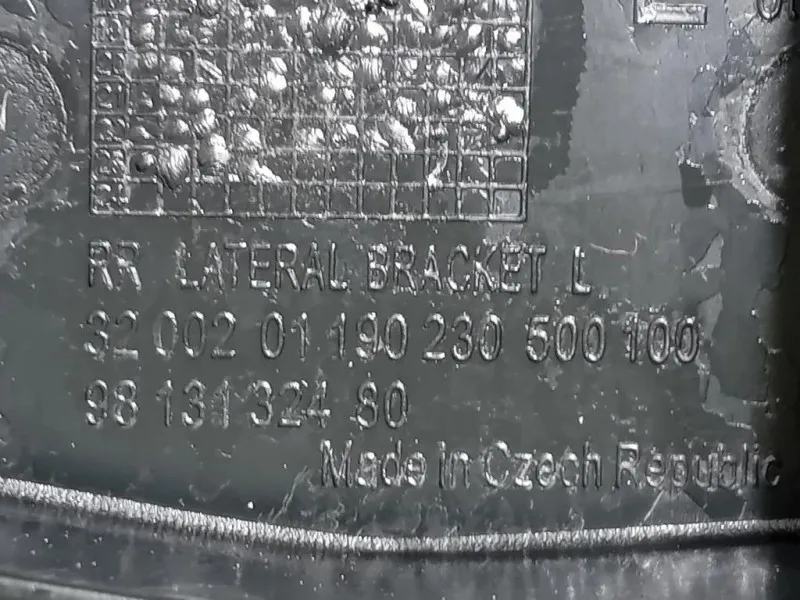 RR LATERAL BRACKET L
32 002 01 190 230 500 100
98 131 324 80
Made in Czech Republic